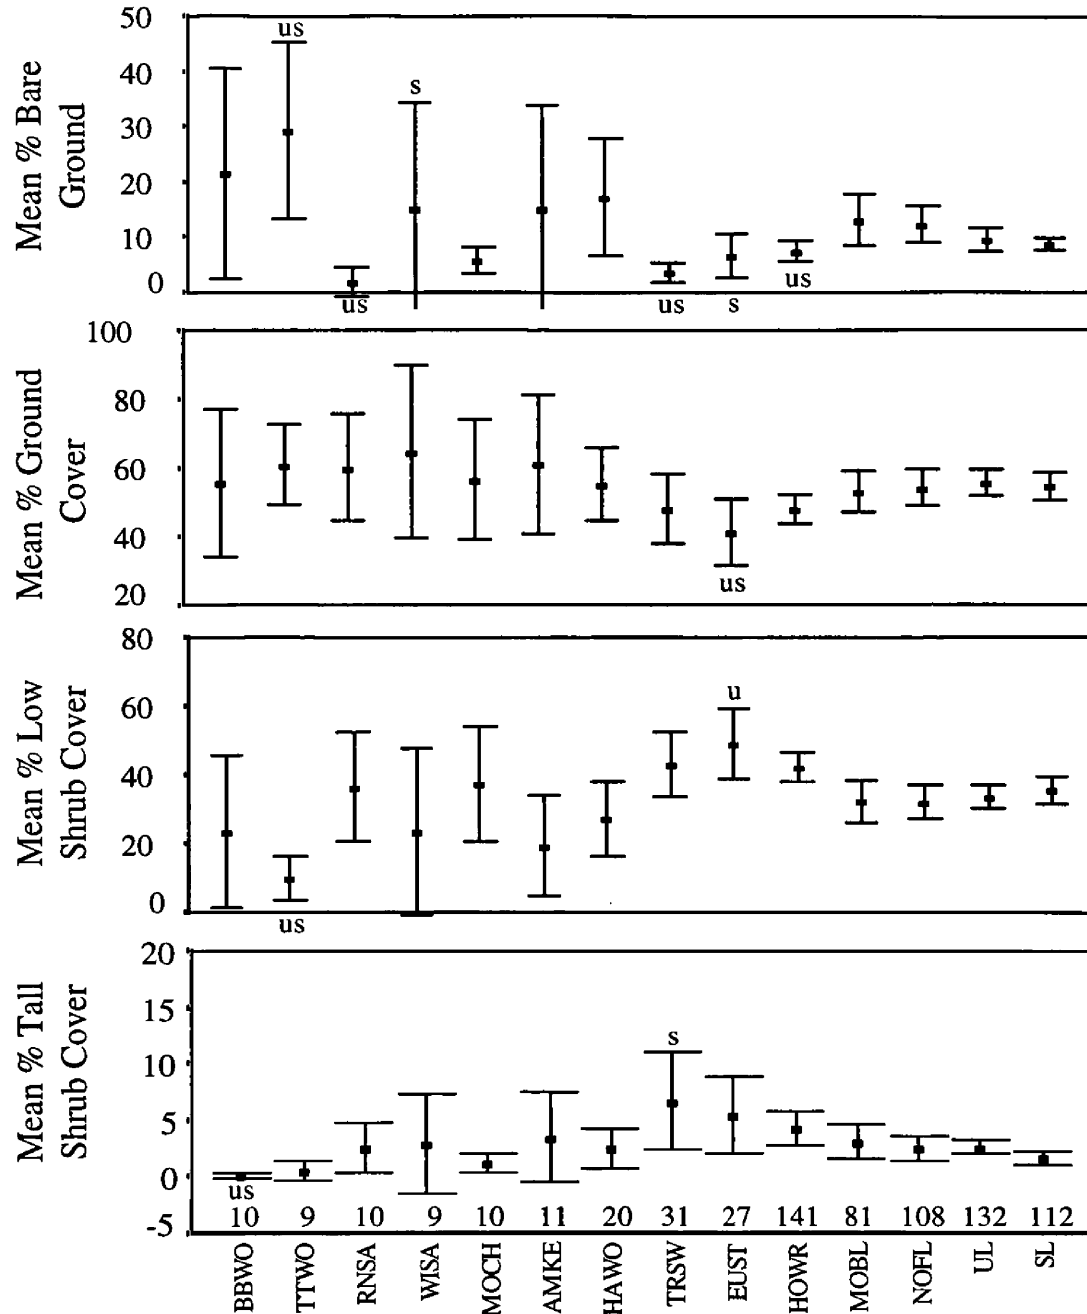 Mean % Bare
Ground
50
40
30
20
10
0
us
s
us
us
s
us
Mean % Ground
Cover
100
80
60
40
20
us
Mean % Low
Shrub Cover
80
60
40
20
0
u
us
Mean % Tall
Shrub Cover
20
15
10
5
0
-5
s
us
10 9 10 9 10 11 20 31 27 141 81 108 132 112
BBWO TTWO RNSA WISA MOCH AMKE HAWO TRSW EUST HOWR MOBL NOFL UL SL